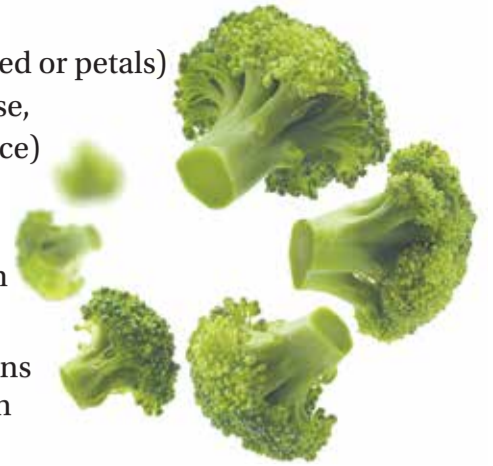 ed or petals)
se,
ce)
n
ns
n